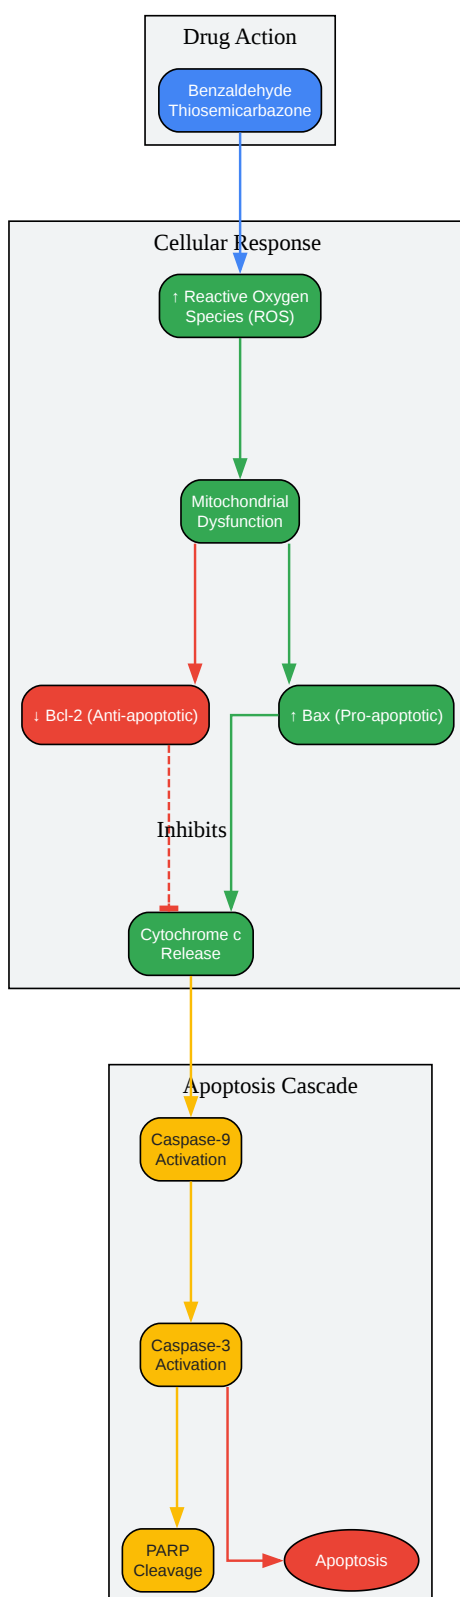 Drug Action
Benzaldehyde
Thiosemicarbazone
Cellular Response
↑ Reactive Oxygen
Species (ROS)
Mitochondrial
Dysfunction
↓ Bcl-2 (Anti-apoptotic)
↑ Bax (Pro-apoptotic)
Inhibits
Cytochrome c
Release
Apoptosis Cascade
Caspase-9
Activation
Caspase-3
Activation
PARP
Cleavage
Apoptosis